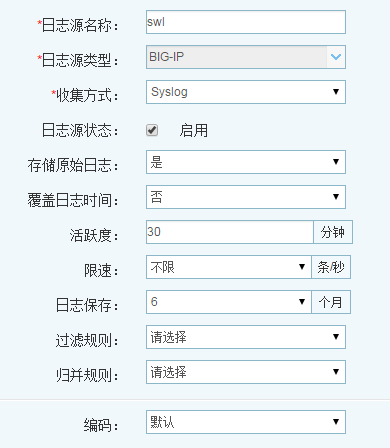 *日志源名称： swl
*日志源类型： BIG-IP
*收集方式： Syslog
日志源状态： 启用
存储原始日志： 是
覆盖日志时间： 否
活跃度： 30 分钟
限速： 不限 条/秒
日志保存： 6 个月
过滤规则： 请选择
归并规则： 请选择
编码： 默认